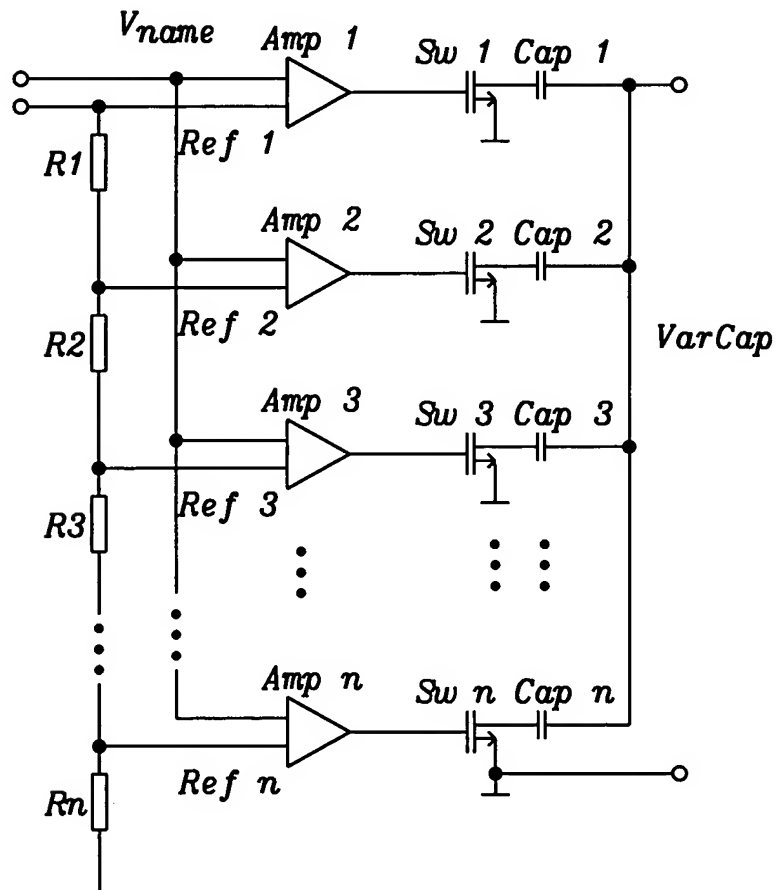 Vname
Amp 1
Sw 1 Cap 1
Ref 1
R1
Amp 2
Sw 2 Cap 2
Ref 2
R2
VarCap
Amp 3
Sw 3 Cap 3
Ref 3
R3
Amp n
Sw n Cap n
Ref n
Rn